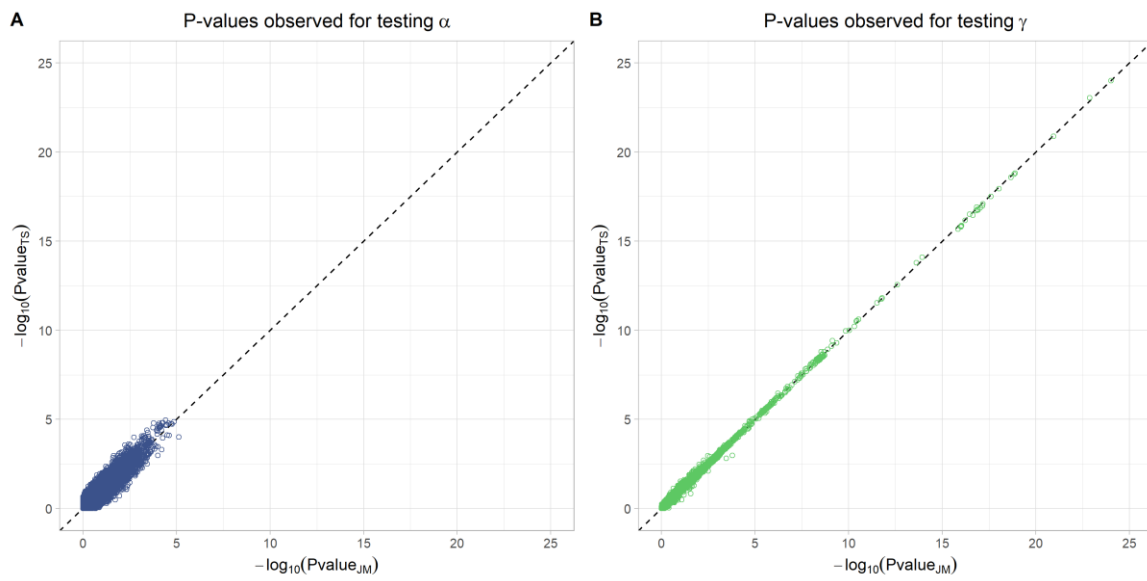 A
P-values observed for testing α
25
20
15
10
5
0
−log10(PvalueTS)
0 5 10 15 20 25
−log10(PvalueJM)
B
P-values observed for testing γ
25
20
15
10
5
0
−log10(PvalueTS)
0 5 10 15 20 25
−log10(PvalueJM)